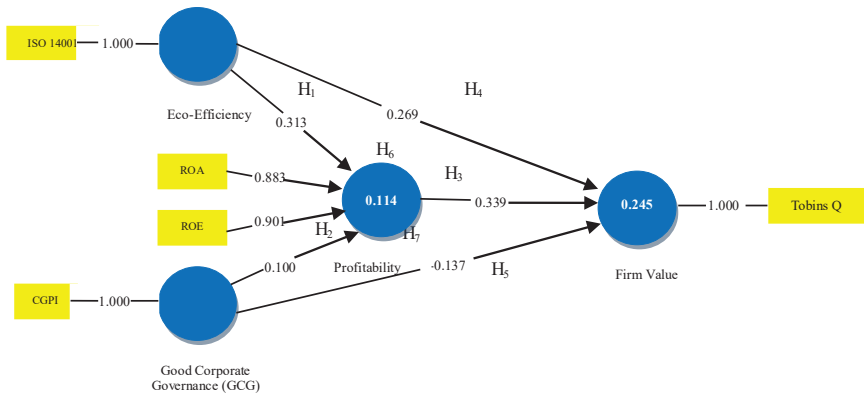 ISO 14001
1.000
H1
H4
0.269
Eco-Efficiency
0.313
H6
ROA
0.883
H3
0.114
0.339
0.245
1.000
Tobins Q
ROE
0.901
H2
H7
0.100
Profitability
-0.137
H5
Firm Value
CGPI
1.000
Good Corporate
Governance (GCG)